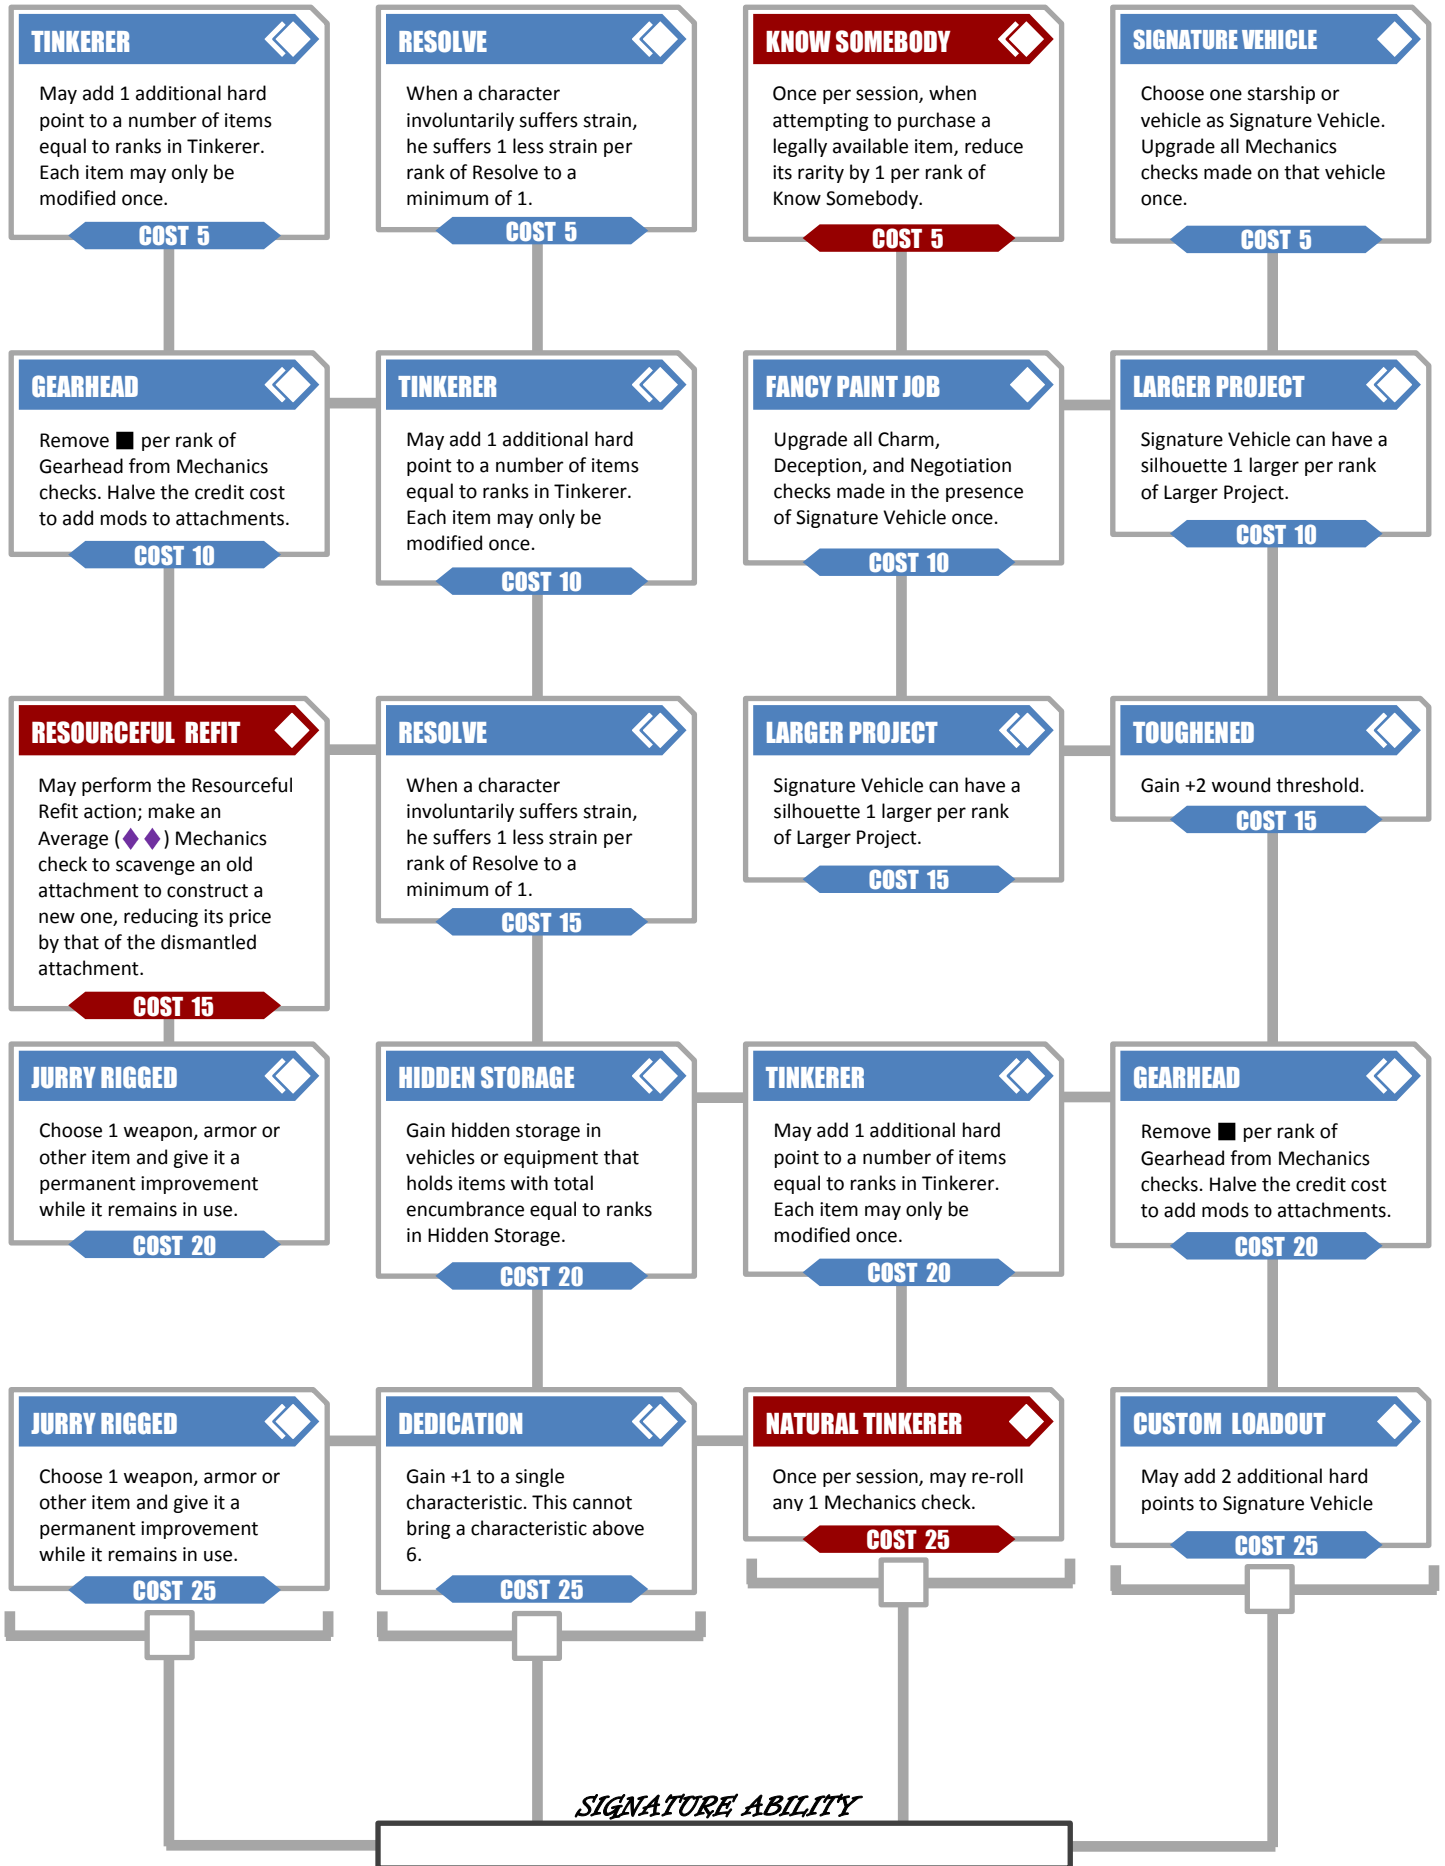 TINKERER
May add 1 additional hard
point to a number of items
equal to ranks in Tinkerer.
Each item may only be
modified once.
COST 5
RESOLVE
When a character
involuntarily suffers strain,
he suffers 1 less strain per
rank of Resolve to a
minimum of 1.
COST 5
KNOW SOMEBODY
Once per session, when
attempting to purchase a
legally available item, reduce
its rarity by 1 per rank of
Know Somebody.
COST 5
SIGNATURE VEHICLE
Choose one starship or
vehicle as Signature Vehicle.
Upgrade all Mechanics
checks made on that vehicle
once.
COST 5
GEARHEAD
Remove ■ per rank of
Gearhead from Mechanics
checks. Halve the credit cost
to add mods to attachments.
COST 10
TINKERER
May add 1 additional hard
point to a number of items
equal to ranks in Tinkerer.
Each item may only be
modified once.
COST 10
FANCY PAINT JOB
Upgrade all Charm,
Deception, and Negotiation
checks made in the presence
of Signature Vehicle once.
COST 10
LARGER PROJECT
Signature Vehicle can have a
silhouette 1 larger per rank
of Larger Project.
COST 10
RESOURCEFUL REFIT
May perform the Resourceful
Refit action; make an
Average (♦♦) Mechanics
check to scavenge an old
attachment to construct a
new one, reducing its price
by that of the dismantled
attachment.
COST 15
RESOLVE
When a character
involuntarily suffers strain,
he suffers 1 less strain per
rank of Resolve to a
minimum of 1.
COST 15
LARGER PROJECT
Signature Vehicle can have a
silhouette 1 larger per rank
of Larger Project.
COST 15
TOUGHENED
Gain +2 wound threshold.
COST 15
JURRY RIGGED
Choose 1 weapon, armor or
other item and give it a
permanent improvement
while it remains in use.
COST 20
HIDDEN STORAGE
Gain hidden storage in
vehicles or equipment that
holds items with total
encumbrance equal to ranks
in Hidden Storage.
COST 20
TINKERER
May add 1 additional hard
point to a number of items
equal to ranks in Tinkerer.
Each item may only be
modified once.
COST 20
GEARHEAD
Remove ■ per rank of
Gearhead from Mechanics
checks. Halve the credit cost
to add mods to attachments.
COST 20
JURRY RIGGED
Choose 1 weapon, armor or
other item and give it a
permanent improvement
while it remains in use.
COST 25
DEDICATION
Gain +1 to a single
characteristic. This cannot
bring a characteristic above
6.
COST 25
NATURAL TINKERER
Once per session, may re-roll
any 1 Mechanics check.
COST 25
CUSTOM LOADOUT
May add 2 additional hard
points to Signature Vehicle
COST 25
SIGNATURE ABILITY